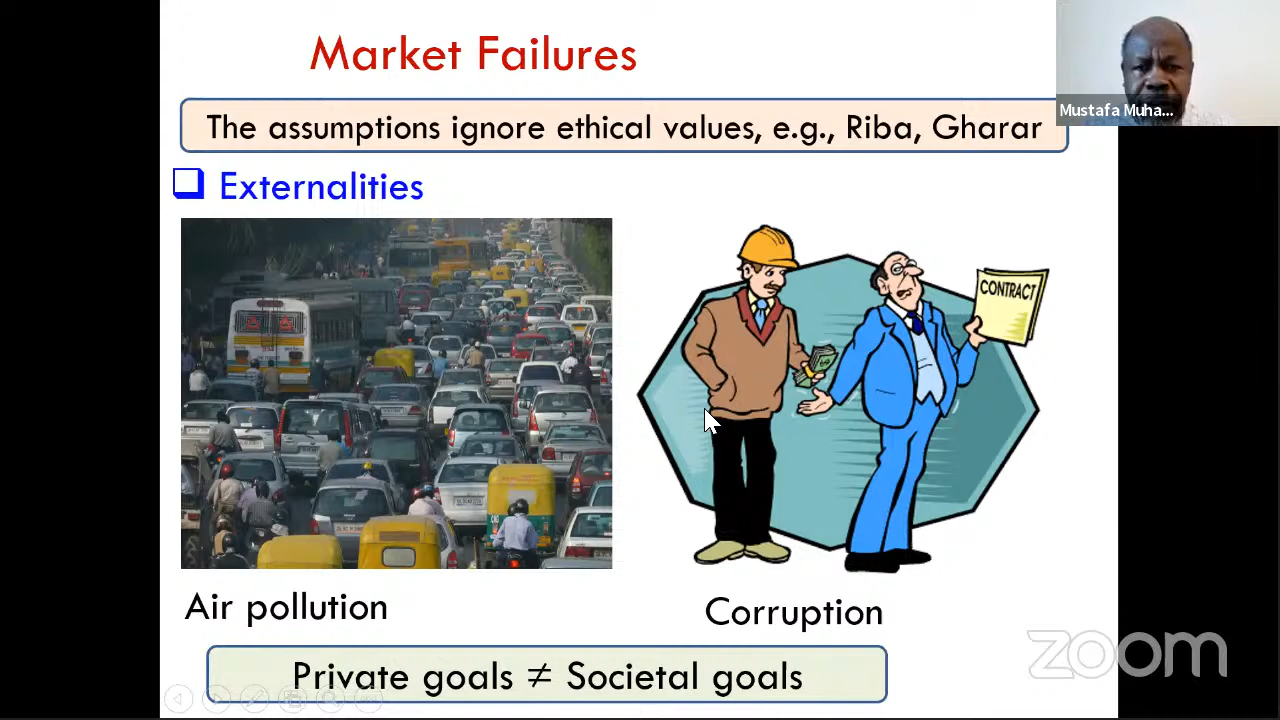 Market Failures
Mustafa Muha...
The assumptions ignore ethical values, e.g., Riba, Gharar
Externalities
CONTRACT
Air pollution
Corruption
Private goals ≠ Societal goals
zoom